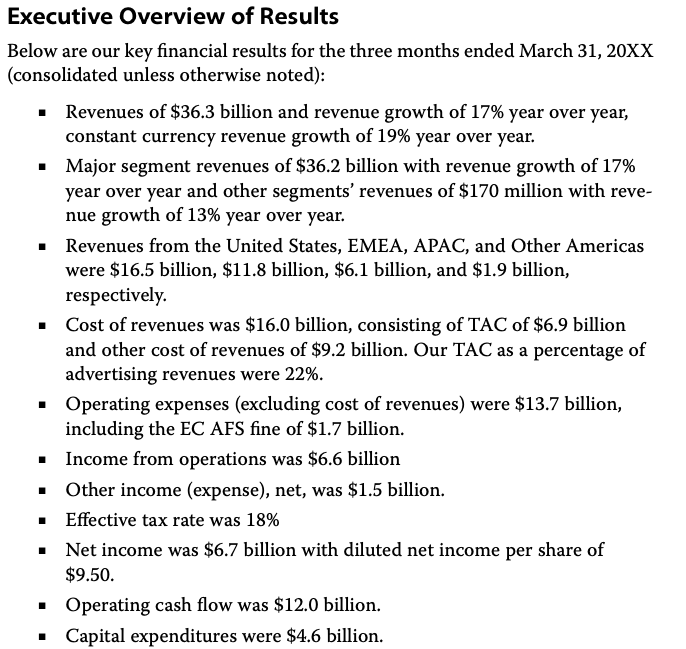 Executive Overview of Results
Below are our key financial results for the three months ended March 31, 20XX
(consolidated unless otherwise noted):
▪ Revenues of $36.3 billion and revenue growth of 17% year over year,
constant currency revenue growth of 19% year over year.
▪ Major segment revenues of $36.2 billion with revenue growth of 17%
year over year and other segments’ revenues of $170 million with reve-
nue growth of 13% year over year.
▪ Revenues from the United States, EMEA, APAC, and Other Americas
were $16.5 billion, $11.8 billion, $6.1 billion, and $1.9 billion,
respectively.
▪ Cost of revenues was $16.0 billion, consisting of TAC of $6.9 billion
and other cost of revenues of $9.2 billion. Our TAC as a percentage of
advertising revenues were 22%.
▪ Operating expenses (excluding cost of revenues) were $13.7 billion,
including the EC AFS fine of $1.7 billion.
▪ Income from operations was $6.6 billion
▪ Other income (expense), net, was $1.5 billion.
▪ Effective tax rate was 18%
▪ Net income was $6.7 billion with diluted net income per share of
$9.50.
▪ Operating cash flow was $12.0 billion.
▪ Capital expenditures were $4.6 billion.